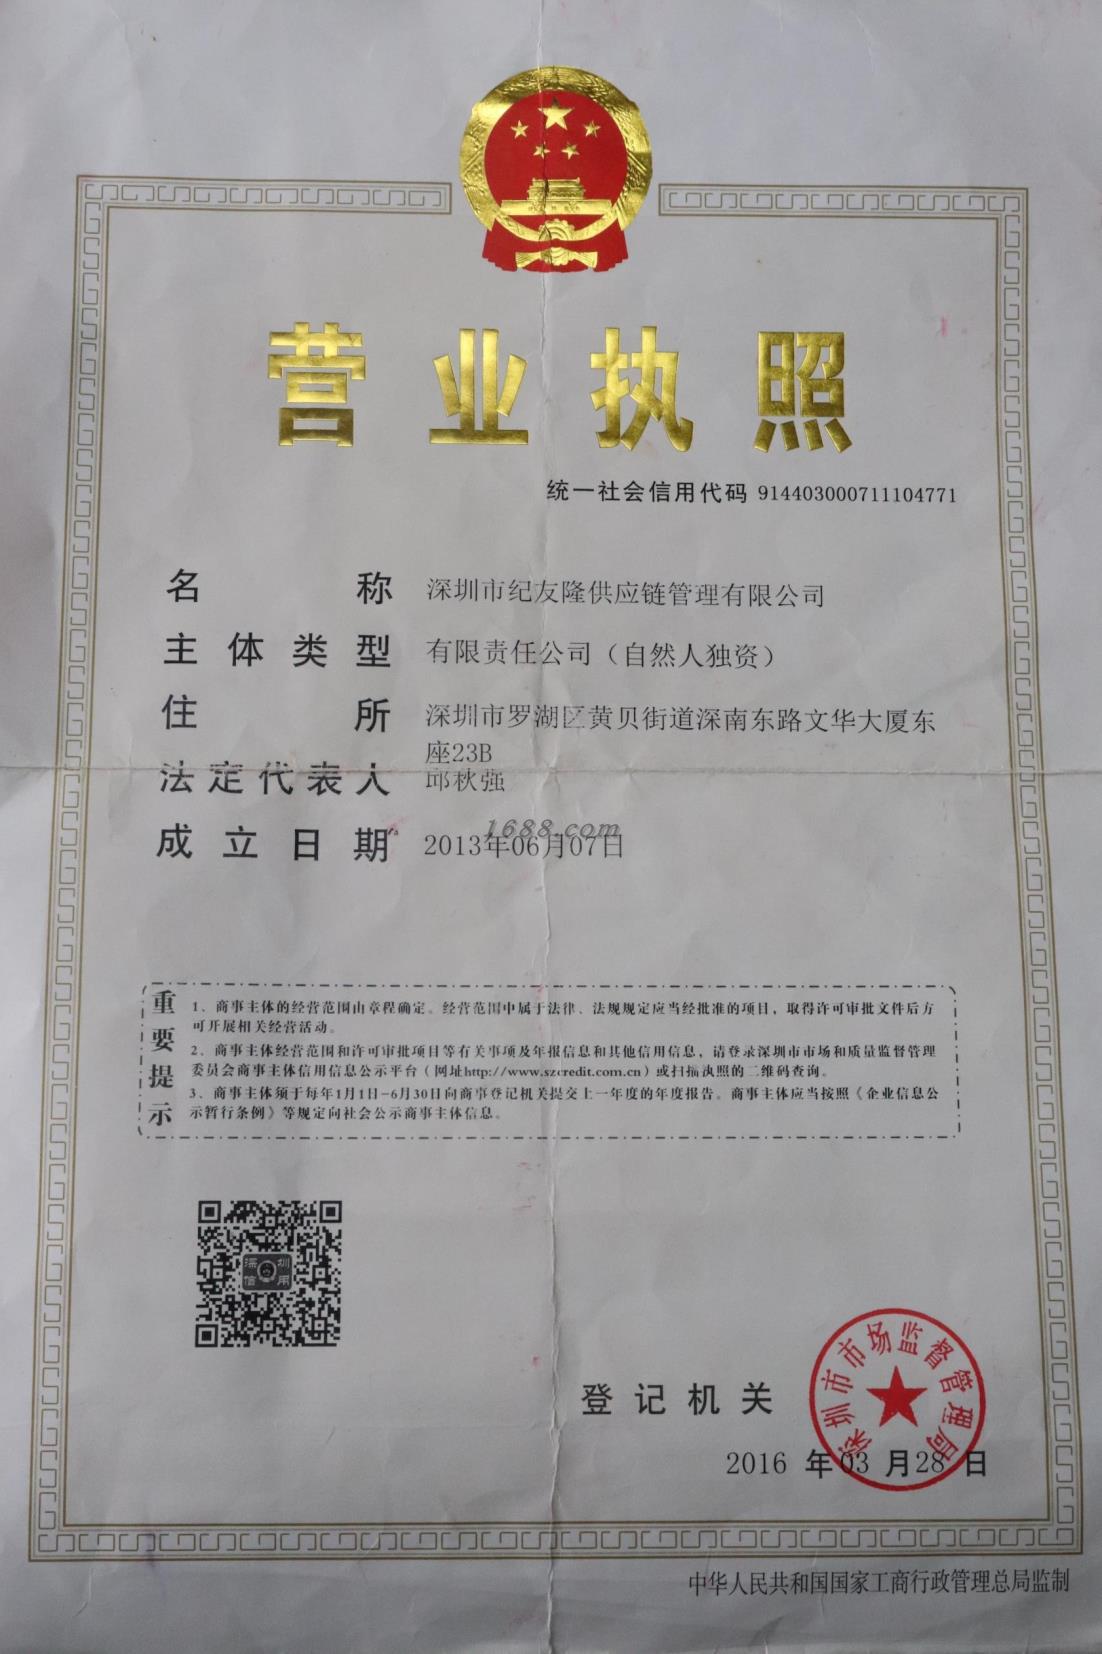 营业执照
统一社会信用代码 914403000711104771
名称 深圳市纪友隆供应链管理有限公司
主体类型 有限责任公司（自然人独资）
住所 深圳市罗湖区黄贝街道深南东路文华大厦东
座23B
法定代表人 邱秋强
成立日期 2013年06月07日
1688.com
重要提示
1、商事主体的经营范围由章程确定。经营范围中属于法律、法规规定应当经批准的项目，取得许可审批文件后方
可开展相关经营活动。
2、商事主体经营范围和许可审批项目等有关事项及年报信息和其他信用信息，请登录深圳市市场和质量监督管理
委员会商事主体信用信息公示平台（网址http://www.szcredit.com.cn）或扫描执照的二维码查询。
3、商事主体须于每年1月1日-6月30日向商事登记机关提交上一年度的年度报告。商事主体应当按照《企业信息公
示暂行条例》等规定向社会公示商事主体信息。
深圳
信用
登记机关
深圳市市场监督管理局
2016 年 03 月 28 日
中华人民共和国国家工商行政管理总局监制